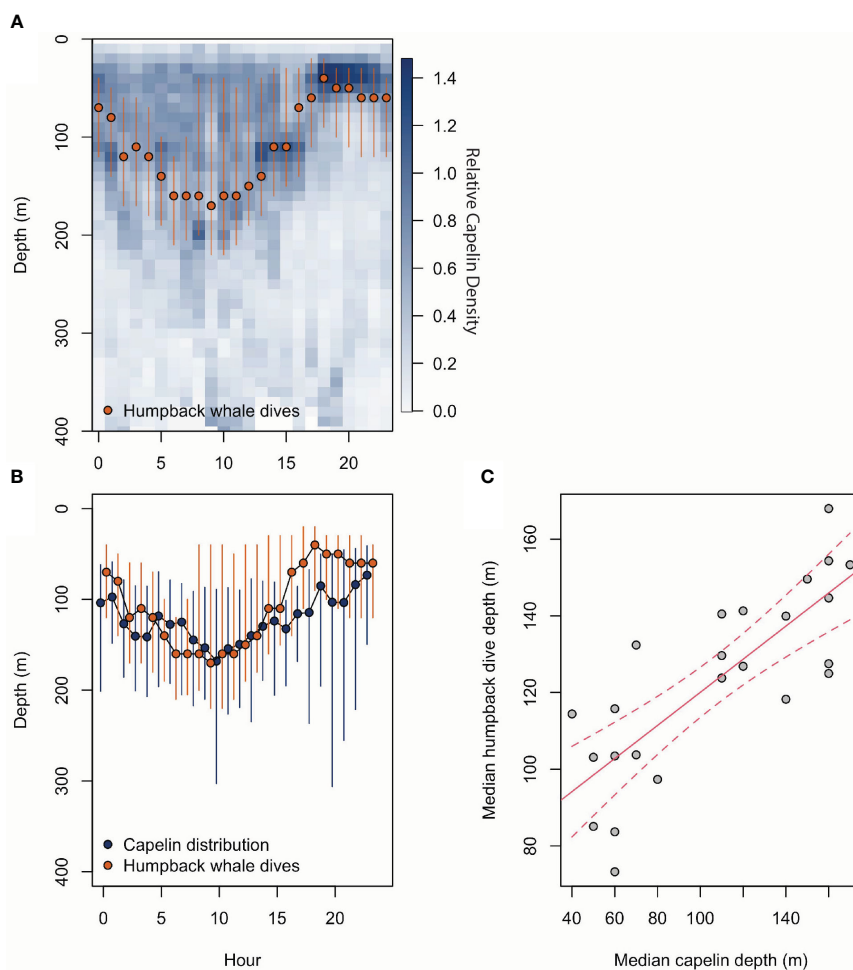 A
0
100
200
300
400
Depth (m)
Humpback whale dives
0 5 10 15 20
1.4
1.2
1.0
0.8
0.6
0.4
0.2
0.0
Relative Capelin Density
B
0
100
200
300
400
Depth (m)
Capelin distribution
Humpback whale dives
0 5 10 15 20
Hour
C
160
140
120
100
80
Median humpback dive depth (m)
40 60 80 100 140
Median capelin depth (m)